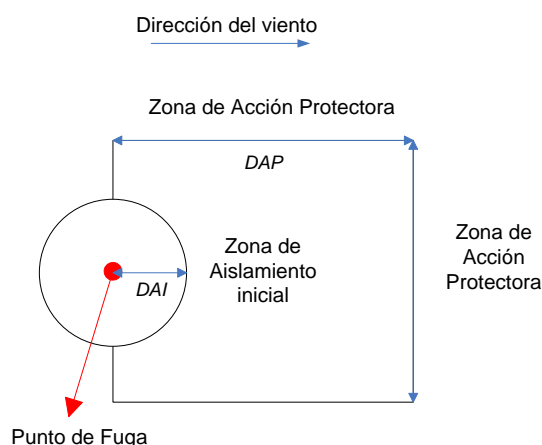 Dirección del viento
Zona de Acción Protectora
DAP
Zona de
Aislamiento
inicial
DAI
Zona de
Acción
Protectora
Punto de Fuga